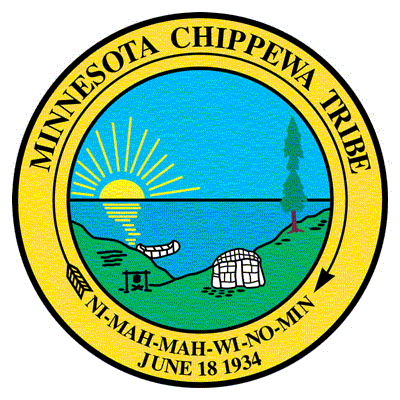 MINNESOTA CHIPPEWA TRIBE
NI-MAH-MAH-WI-NO-MIN
JUNE 18 1934